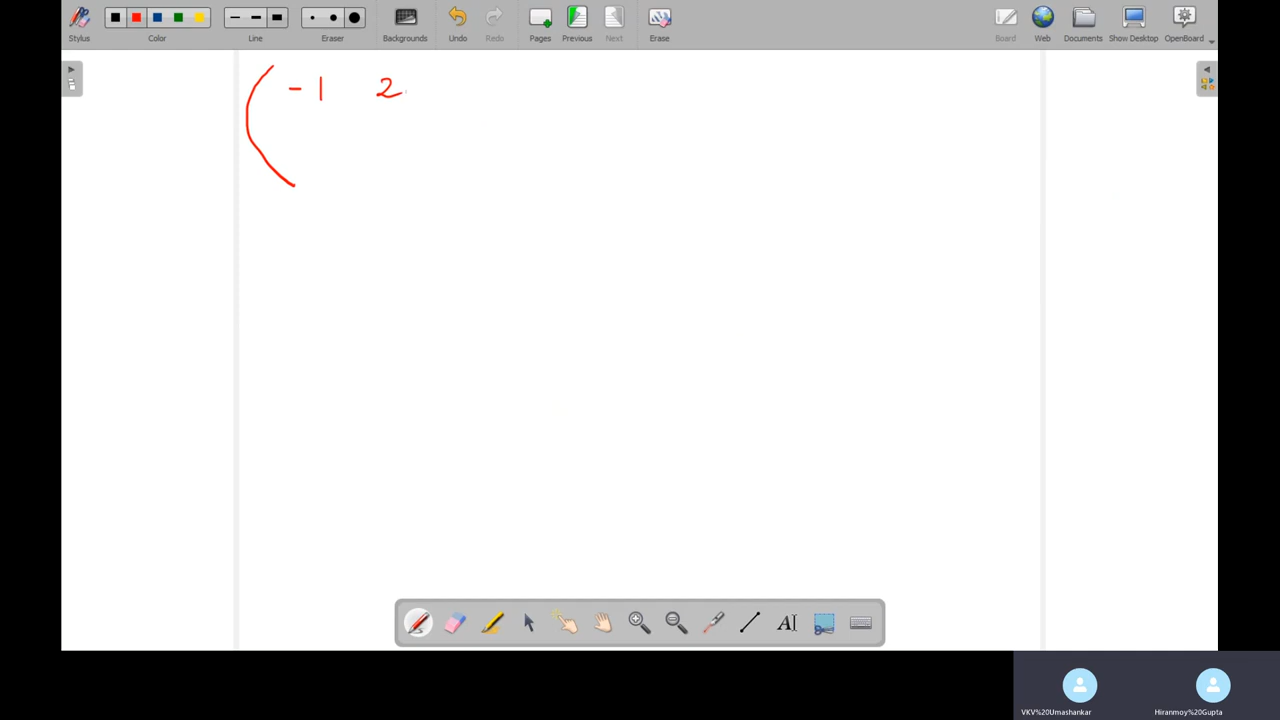 Stylus Color Line Eraser Backgrounds Undo Redo Pages Previous Next Erase Board Web Documents Show Desktop OpenBoard
( -1 2
A
VKV%20Umashankar Hiranmoy%20Gupta